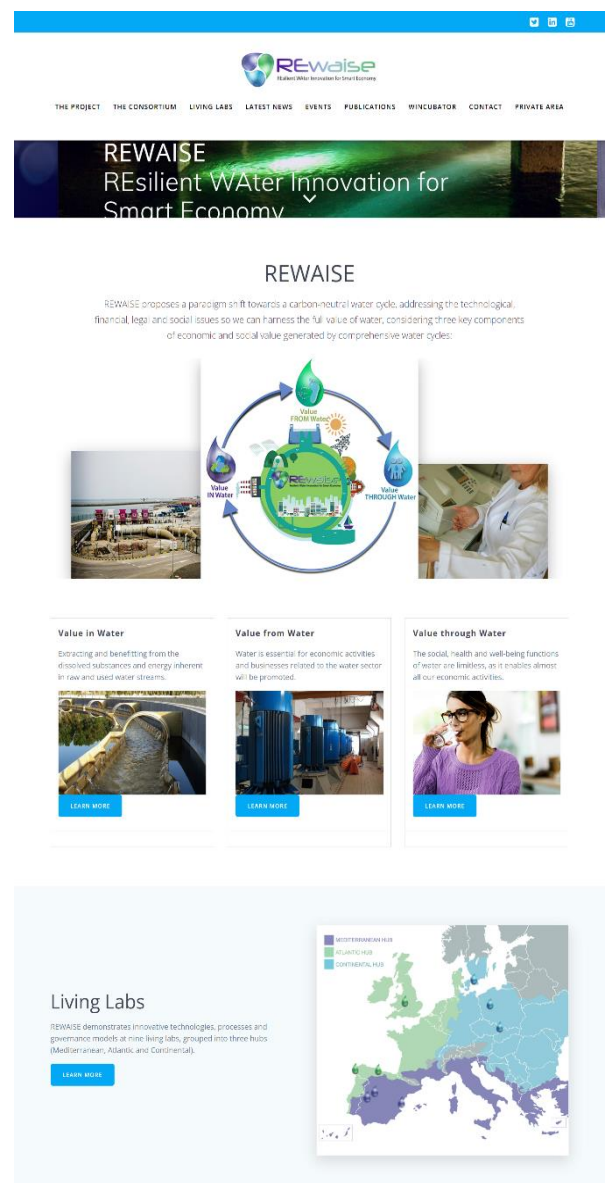 REWAISE
REsilient Water Innovation for Smart Economy
THE PROJECT THE CONSORTIUM LIVING LABS LATEST NEWS EVENTS PUBLICATIONS WINCUBATOR CONTACT PRIVATE AREA
REWAISE
REsilient WAter Innovation for
Smart Economy
REWAISE
REWAISE proposes a paradigm shift towards a carbon-neutral water cycle, addressing the technological,
financial, legal and social issues so we can harness the full value of water, considering three key components
of economic and social value generated by comprehensive water cycles:
Value
FROM Water
Value
IN Water
REwaise
Value
THROUGH Water
Value in Water
Extracting and benefitting from the
dissolved substances and energy inherent
in raw and used water streams.
LEARN MORE
Value from Water
Water is essential for economic activities
and businesses related to the water sector
will be promoted.
LEARN MORE
Value through Water
The social, health and well-being functions
of water are limitless, as it enables almost
all our economic activities.
LEARN MORE
Living Labs
REWAISE demonstrates innovative technologies, processes and
governance models at nine living labs, grouped into three hubs
(Mediterranean, Atlantic and Continental).
LEARN MORE
MEDITERRANEAN HUB
ATLANTIC HUB
CONTINENTAL HUB